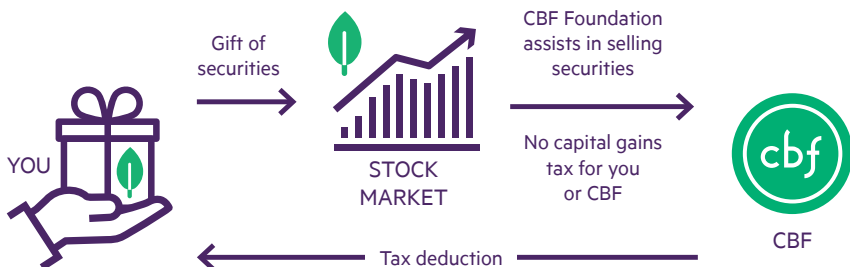 YOU
Gift of
securities
STOCK
MARKET
CBF Foundation
assists in selling
securities
No capital gains
tax for you
or CBF
cbf
CBF
Tax deduction